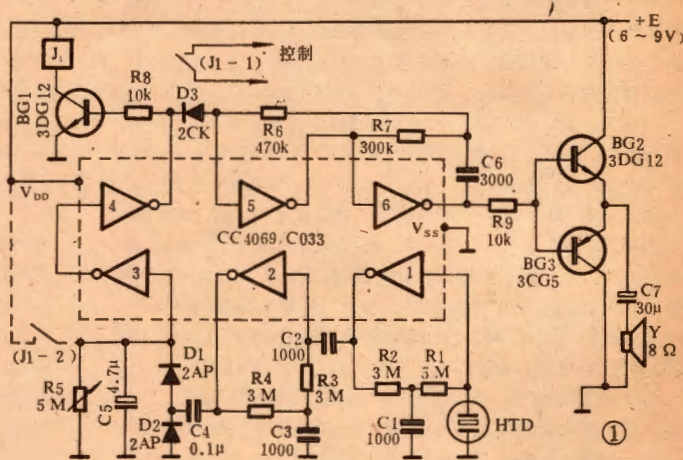 +E
(6~9V)
J₁
(J1-1)
控制
BG1
3DG12
R8
10k
D3
2CK
R6
470k
R7
300k
C6
3000
BG2
3DG12
V_DD
4
5
6
CC4069/C033
V_SS
R9
10k
BG3
3CG5
3
2
1
C7
30μ
Y
8Ω
(J1-2)
R5
5M
C5
4.7μ
D1
2AP
D2
2AP
C4
0.1μ
R4
3M
C2
1000
R3
3M
C3
1000
R2
3M
R1
3M
C1
1000
HTD
①